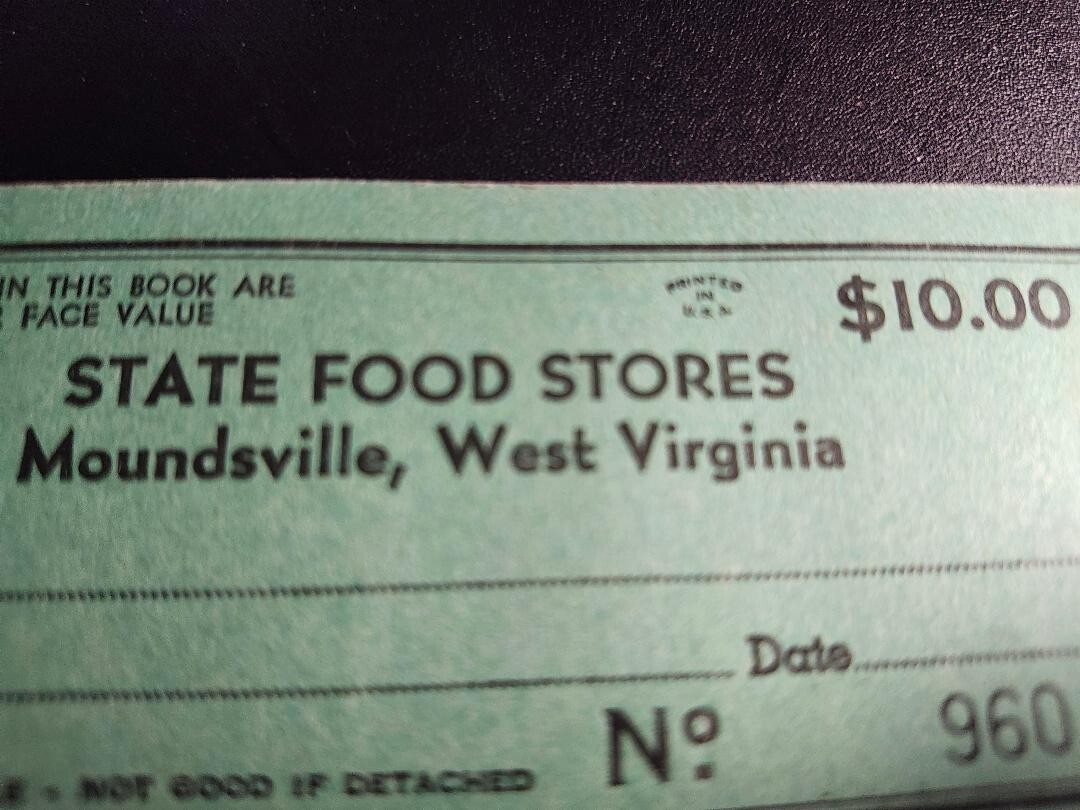 IN THIS BOOK ARE
FACE VALUE
PRINTED
IN
U.S.A.
$10.00
STATE FOOD STORES
Moundsville, West Virginia
Date
Nº 960
- NOT GOOD IF DETACHED